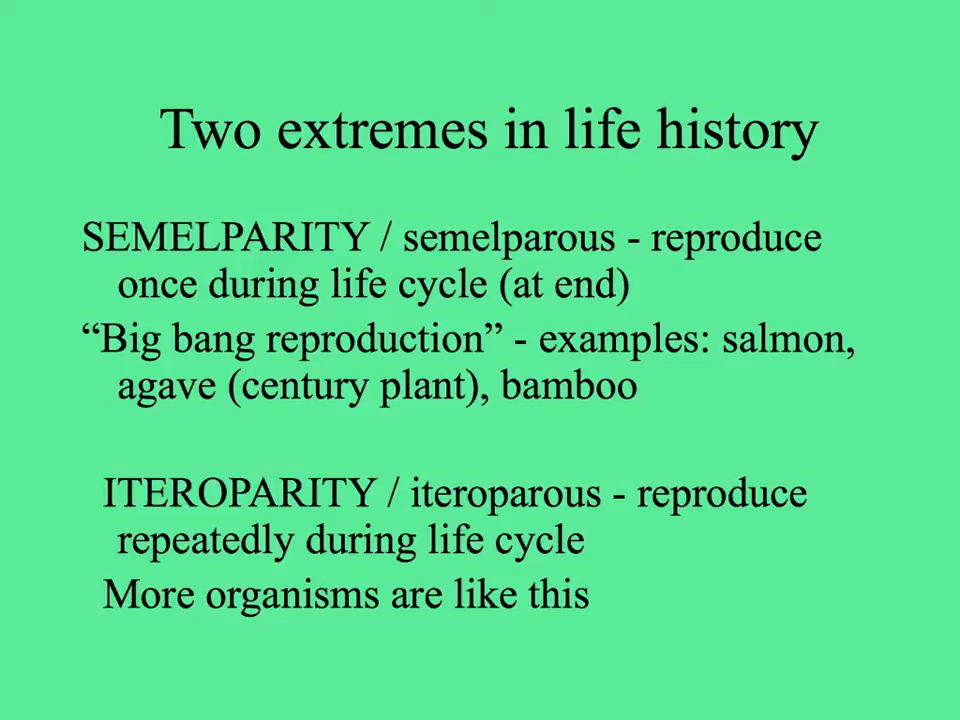 Two extremes in life history
SEMELPARITY / semelparous - reproduce
once during life cycle (at end)
“Big bang reproduction” - examples: salmon,
agave (century plant), bamboo
ITEROPARITY / iteroparous - reproduce
repeatedly during life cycle
More organisms are like this